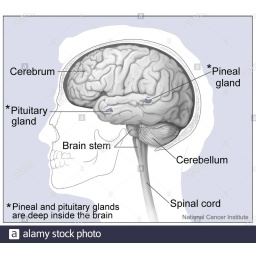 Cerebrum
*Pineal
gland
*Pituitary
gland
Brain stem
Cerebellum
Spinal cord
*Pineal and pituitary glands
are deep inside the brain
National Cancer Institute
a alamy stock photo